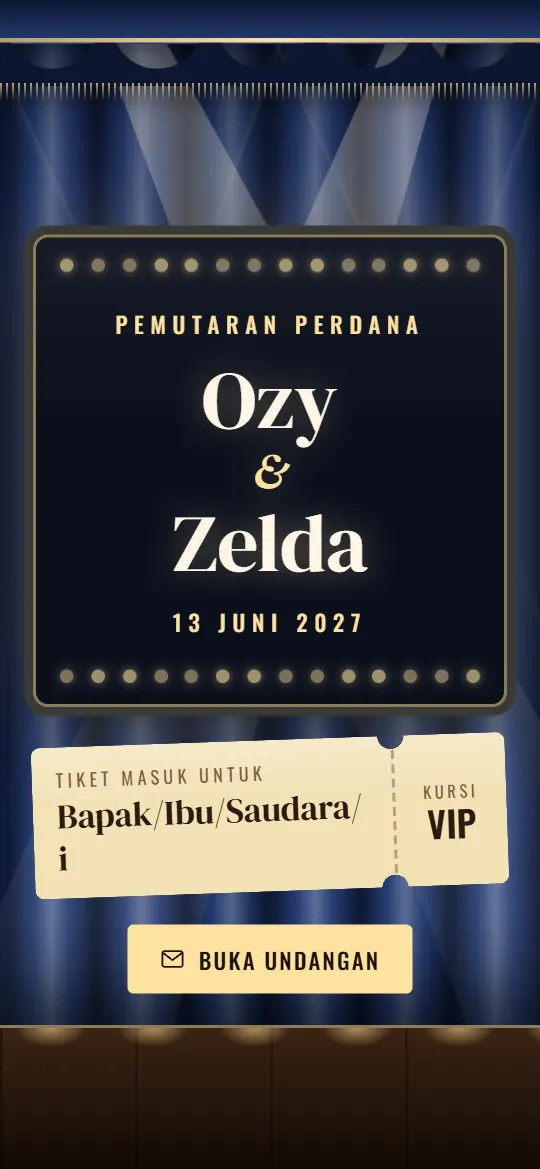 PEMUTARAN PERDANA
Ozy
&
Zelda
13 JUNI 2027
TIKET MASUK UNTUK
Bapak/Ibu/Saudara/
i
KURSI
VIP
BUKA UNDANGAN